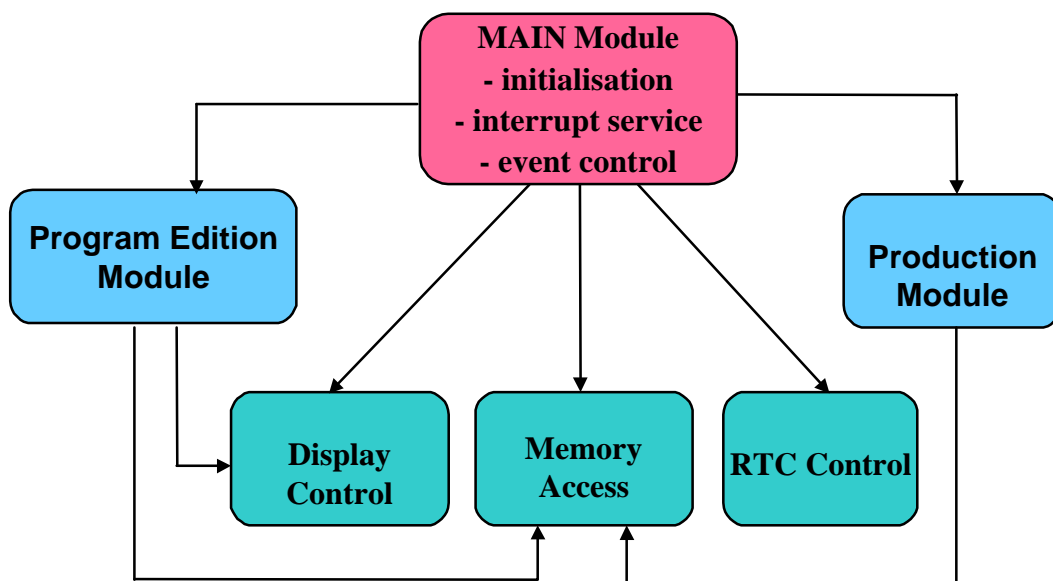 MAIN Module
- initialisation
- interrupt service
- event control
Program Edition
Module
Production
Module
Display
Control
Memory
Access
RTC Control